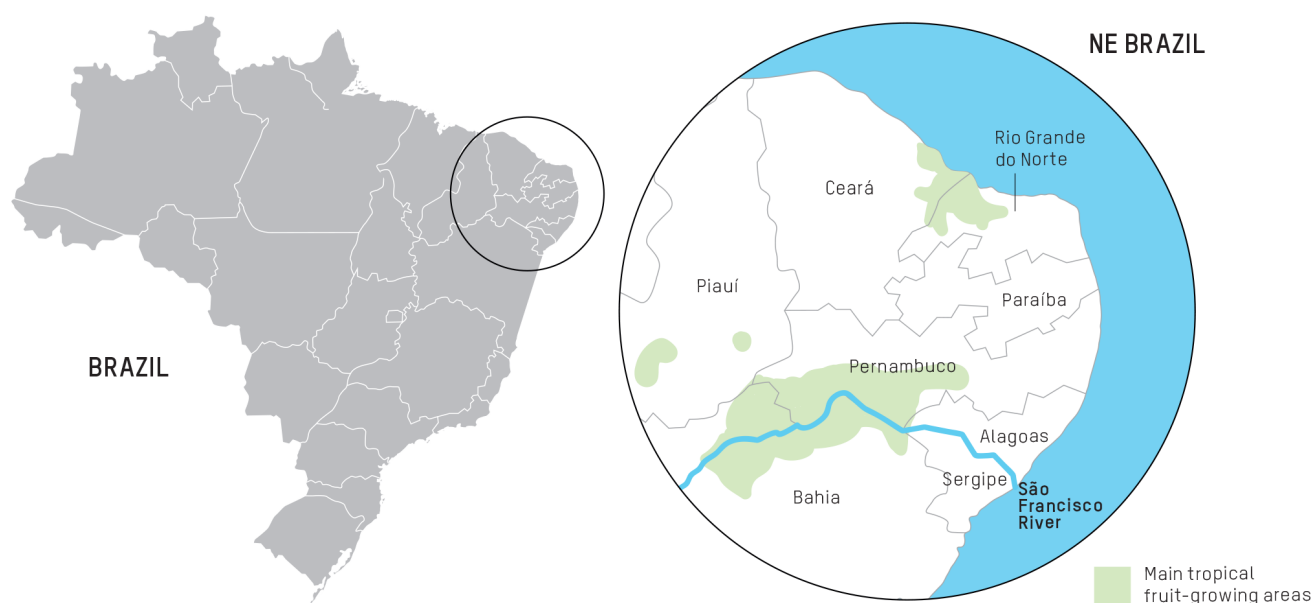 BRAZIL
NE BRAZIL
Rio Grande
do Norte
Ceará
Piauí
Paraíba
Pernambuco
Alagoas
Sergipe
Bahia
São
Francisco
River
Main tropical
fruit-growing areas